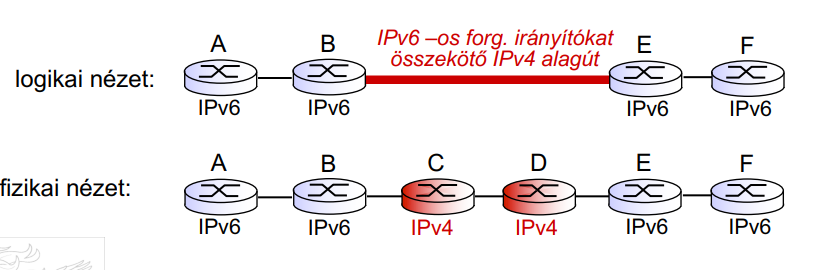 IPv6 –os forg. irányítókat
összekötő IPv4 alagút
A B E F
logikai nézet:
IPv6 IPv6 IPv6 IPv6
A B C D E F
fizikai nézet:
IPv6 IPv6 IPv4 IPv4 IPv6 IPv6